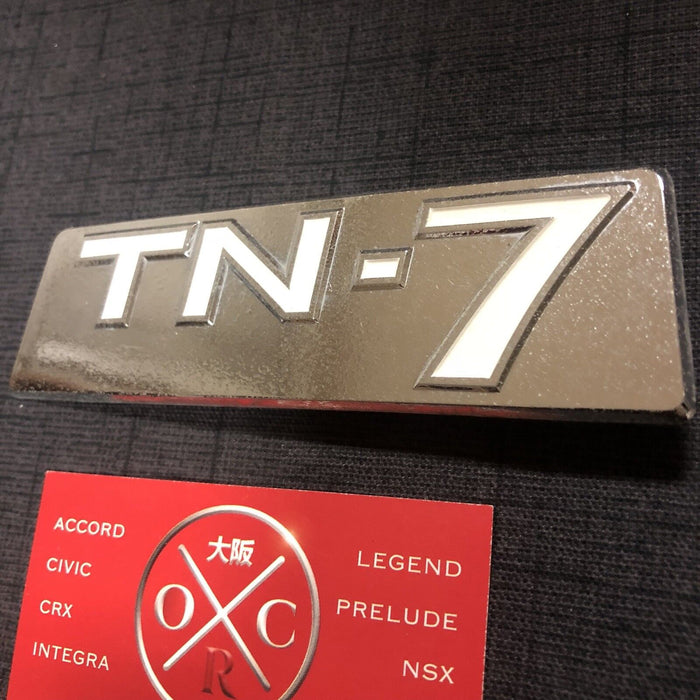 TN-7
ACCORD
CIVIC
CRX
INTEGRA
大阪
O C
R
LEGEND
PRELUDE
NSX